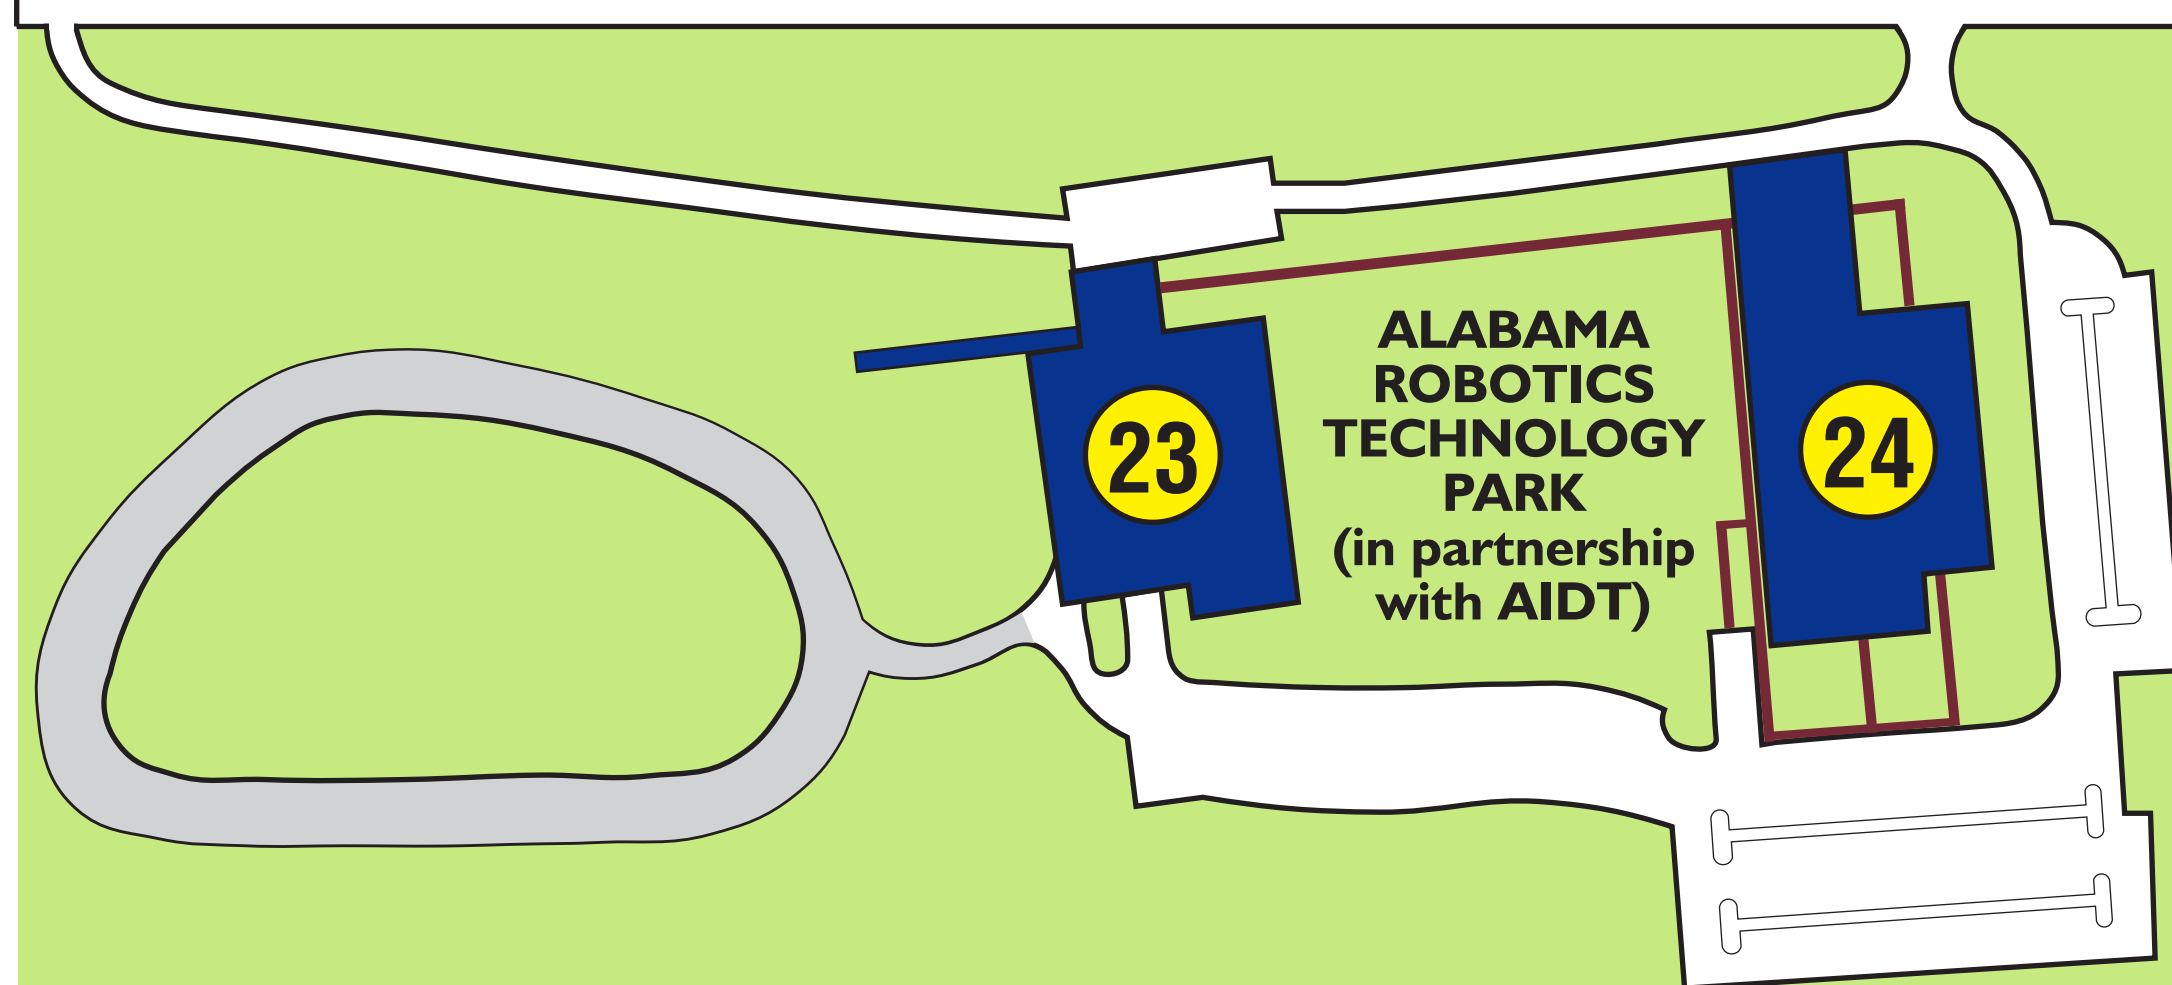 ALABAMA
ROBOTICS
TECHNOLOGY
PARK
(in partnership
with AIDT)
23
24